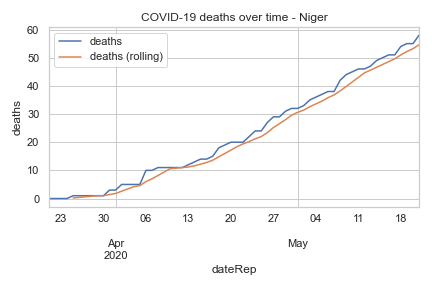 COVID-19 deaths over time - Niger
deaths
deaths (rolling)
60
50
40
30
20
10
0
deaths
23 30 06 13 20 27 04 11 18
Apr May
2020
dateRep